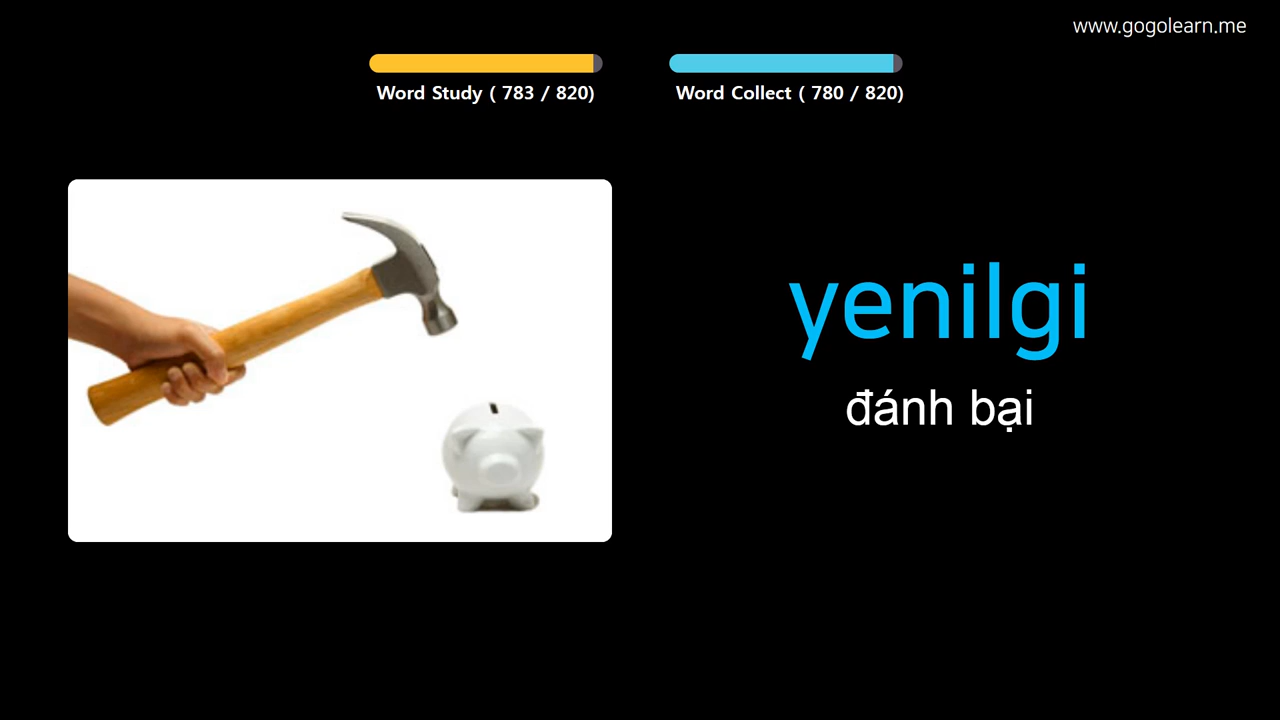 www.gogolearn.me
Word Study ( 783 / 820)
Word Collect ( 780 / 820)
yenilgi
đánh bại